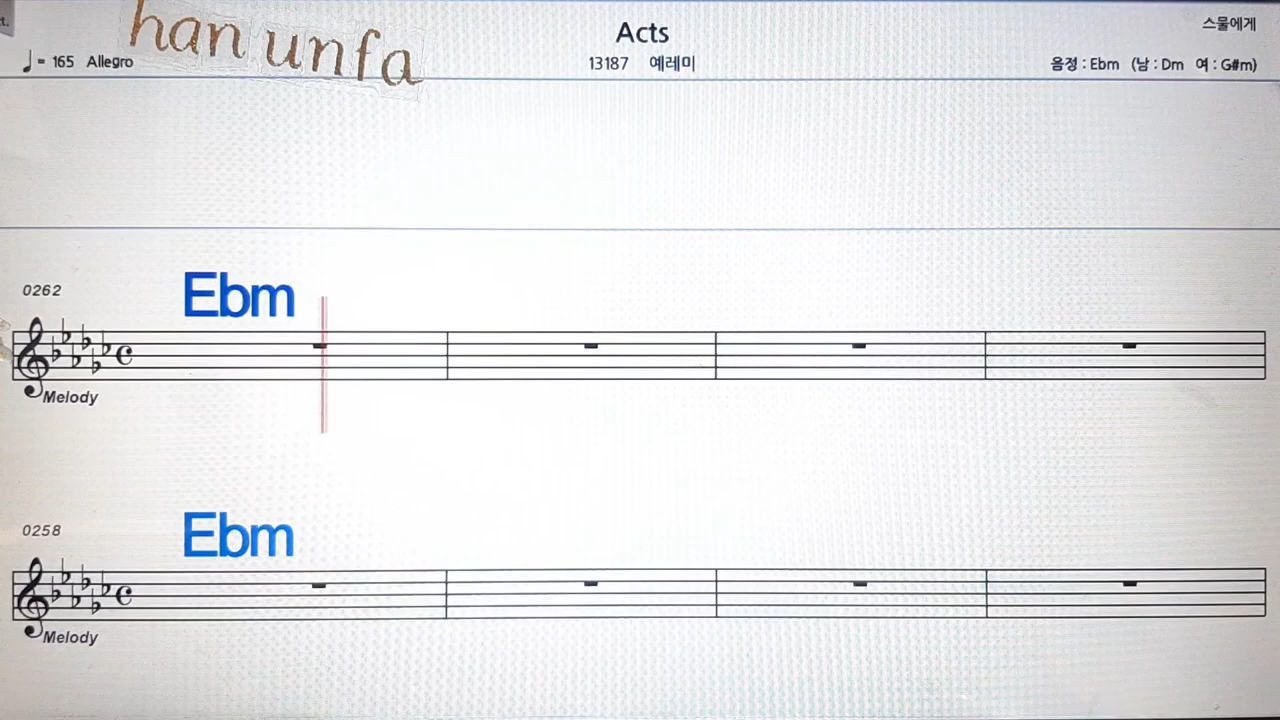 han unfa
Acts
스물에게
♩= 165 Allegro
13187 예레미
음정 : Ebm (남 : Dm 여 : G#m)
0262
Ebm
Melody
0258
Ebm
Melody